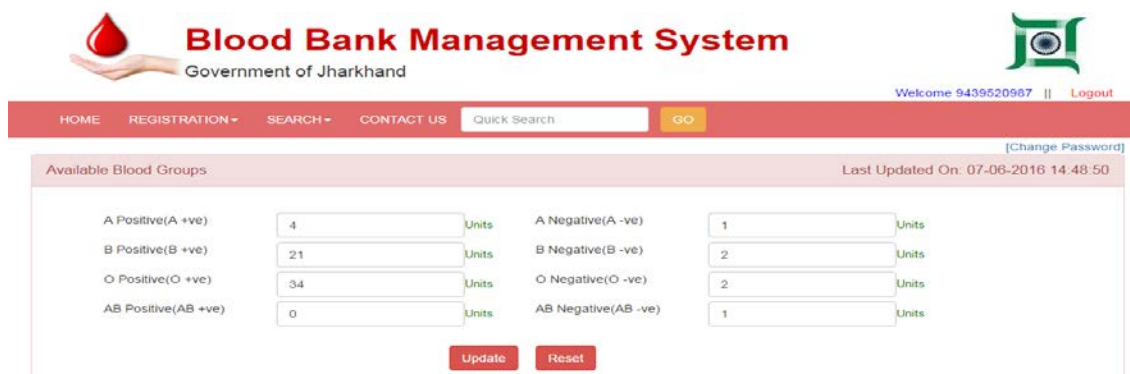 Blood Bank Management System
Government of Jharkhand
Welcome 9439520987 || Logout
HOME REGISTRATION SEARCH CONTACT US Quick Search GO
[Change Password]
Available Blood Groups Last Updated On: 07-06-2016 14:48:50
A Positive(A +ve) 4 Units A Negative(A -ve) 1 Units
B Positive(B +ve) 21 Units B Negative(B -ve) 2 Units
O Positive(O +ve) 34 Units O Negative(O -ve) 2 Units
AB Positive(AB +ve) 0 Units AB Negative(AB -ve) 1 Units
Update Reset